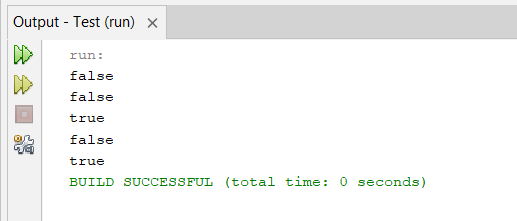 Output - Test (run)
run:
false
false
true
false
true
BUILD SUCCESSFUL (total time: 0 seconds)